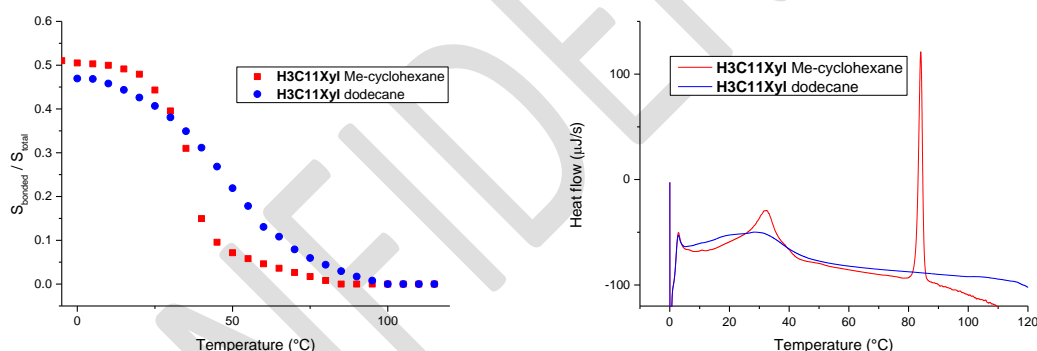 0.6
0.5
0.4
0.3
0.2
0.1
0.0
S_bonded / S_total
H3C11Xyl Me-cyclohexane
H3C11Xyl dodecane
0
50
100
Temperature (°C)
100
0
-100
Heat flow (µJ/s)
H3C11Xyl Me-cyclohexane
H3C11Xyl dodecane
0
20
40
60
80
100
120
Temperature (°C)
AFIDE